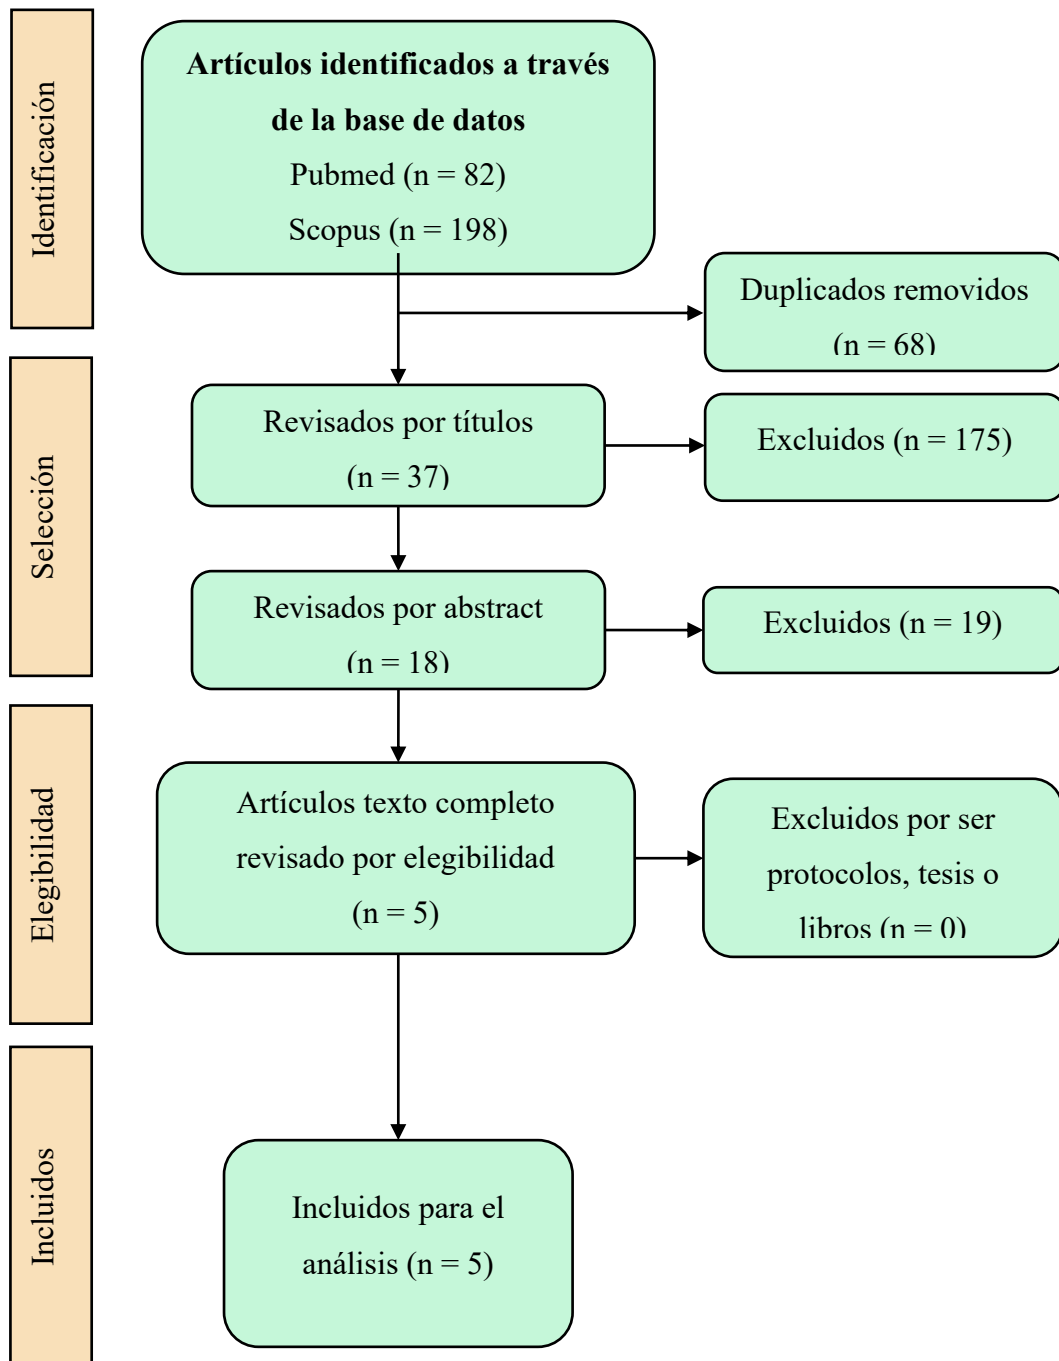 Identificación
Artículos identificados a través
de la base de datos
Pubmed (n = 82)
Scopus (n = 198)
Duplicados removidos
(n = 68)
Selección
Revisados por títulos
(n = 37)
Excluidos (n = 175)
Revisados por abstract
(n = 18)
Excluidos (n = 19)
Elegibilidad
Artículos texto completo
revisado por elegibilidad
(n = 5)
Excluidos por ser
protocolos, tesis o
libros (n = 0)
Incluidos
Incluidos para el
análisis (n = 5)